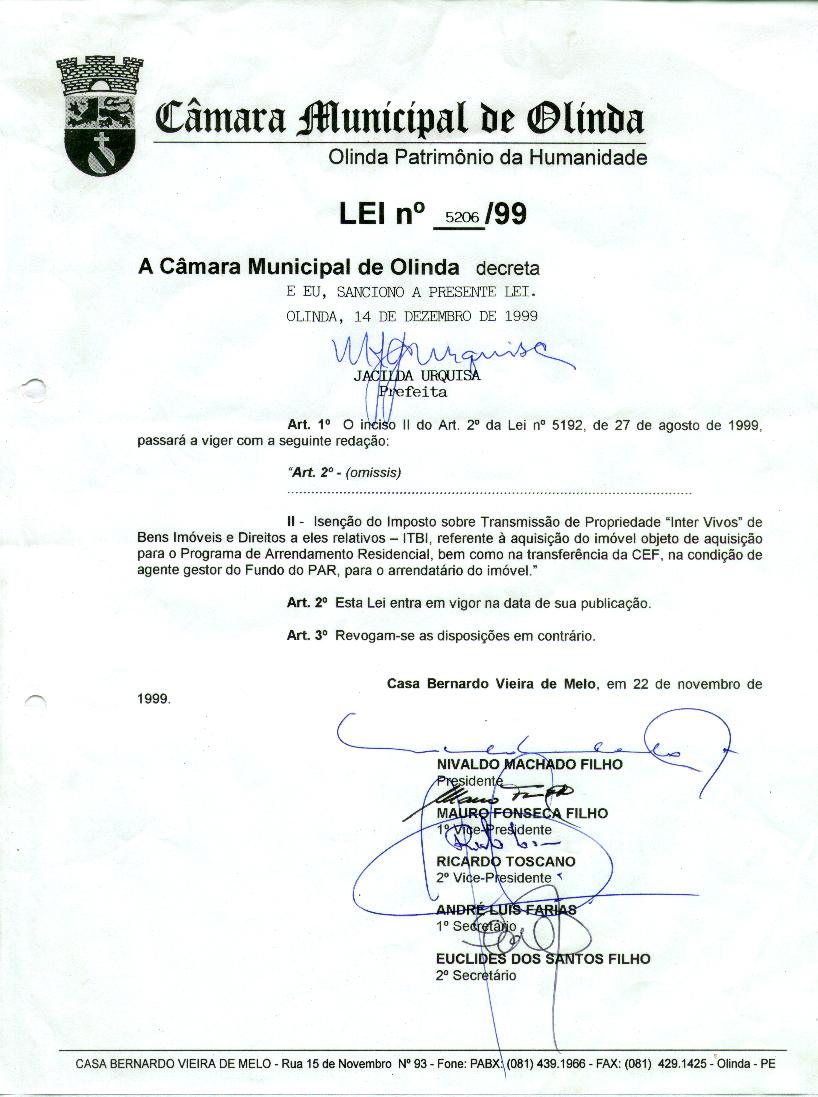 Câmara Municipal de Olinda
Olinda Patrimônio da Humanidade
LEI nº 5206/99
A Câmara Municipal de Olinda decreta
E EU, SANCIONO A PRESENTE LEI.
OLINDA, 14 DE DEZEMBRO DE 1999
JACILDA URQUISA
Prefeita
Art. 1º O inciso II do Art. 2º da Lei nº 5192, de 27 de agosto de 1999,
passará a viger com a seguinte redação:
“Art. 2º - (omissis)
..........................................................................................................
II - Isenção do Imposto sobre Transmissão de Propriedade “Inter Vivos” de
Bens Imóveis e Direitos a eles relativos – ITBI, referente à aquisição do imóvel objeto de aquisição
para o Programa de Arrendamento Residencial, bem como na transferência da CEF, na condição de
agente gestor do Fundo do PAR, para o arrendatário do imóvel.”
Art. 2º Esta Lei entra em vigor na data de sua publicação.
Art. 3º Revogam-se as disposições em contrário.
Casa Bernardo Vieira de Melo, em 22 de novembro de
1999.
NIVALDO MACHADO FILHO
Presidente
MAURO FONSECA FILHO
1º Vice-Presidente
RICARDO TOSCANO
2º Vice-Presidente
ANDRÉ LUIS FARIAS
1º Secretário
EUCLIDES DOS SANTOS FILHO
2º Secretário
CASA BERNARDO VIEIRA DE MELO - Rua 15 de Novembro Nº 93 - Fone: PABX: (081) 439.1966 - FAX: (081) 429.1425 - Olinda - PE